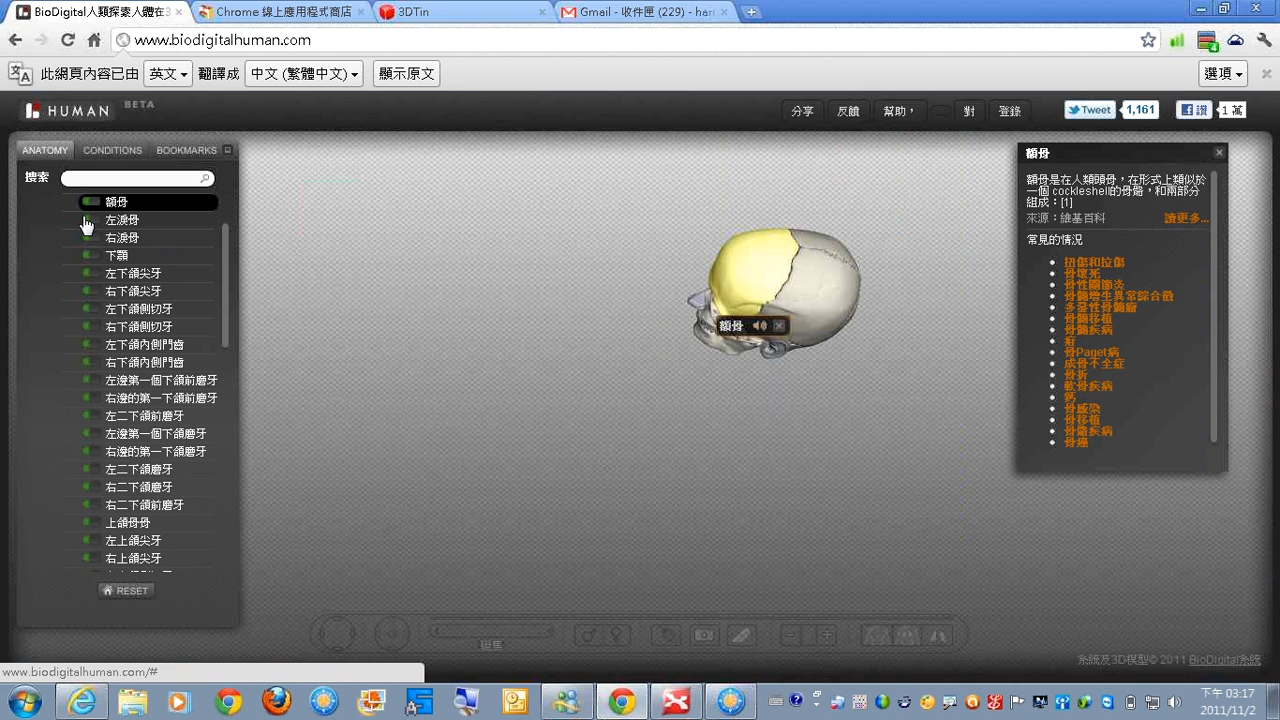 BioDigital人類探索人體在3
Chrome 線上應用程式商店
3DTin
Gmail - 收件匣 (229) - har
www.biodigitalhuman.com
此網頁內容已由 英文 翻譯成 中文 (繁體中文) 顯示原文 選項
HUMAN BETA
分享 反饋 幫助， 對 登錄 Tweet 1,161 讚 1 萬
ANATOMY CONDITIONS BOOKMARKS
搜索
額骨
左淚骨
右淚骨
下顎
左下頜尖牙
右下頜尖牙
左下頜側切牙
右下頜側切牙
左下頜內側門齒
右下頜內側門齒
左邊第一個下頜前磨牙
右邊的第一下頜前磨牙
左二下頜前磨牙
左邊第一個下頜磨牙
右邊的第一下頜磨牙
左二下頜磨牙
右二下頜磨牙
右二下頜前磨牙
上頜骨骨
左上頜尖牙
右上頜尖牙
RESET
額骨
額骨
額骨是在人類頭骨，在形式上類似於
一個 cockleshell的骨骼，和兩部分
組成：[1]
來源：維基百科 讀更多...
常見的情況
扭傷和拉傷
骨壞死
骨性關節炎
骨髓增生異常綜合徵
多發性骨髓瘤
骨髓移植
骨髓疾病
骨Paget病
成骨不全症
骨折
軟骨疾病
鈣
骨感染
骨移植
骨骼疾病
骨癌
系統及3D模型© 2011 BioDigital系統
www.biodigitalhuman.com/#
下午 03:17
2011/11/2